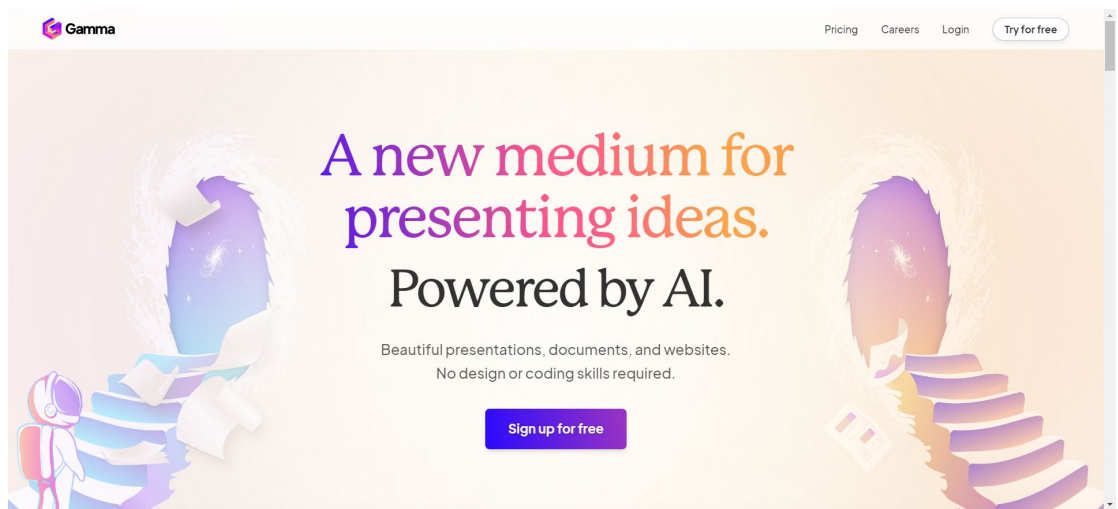 Gamma
Pricing Careers Login Try for free
A new medium for
presenting ideas.
Powered by AI.
Beautiful presentations, documents, and websites.
No design or coding skills required.
Sign up for free